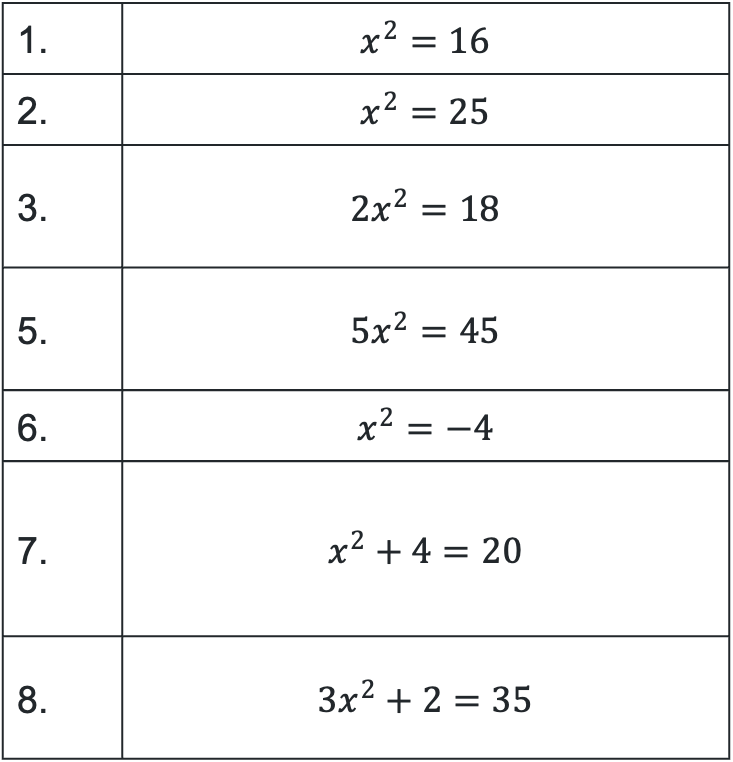 1. x² = 16
2. x² = 25
3. 2x² = 18
5. 5x² = 45
6. x² = −4
7. x² + 4 = 20
8. 3x² + 2 = 35